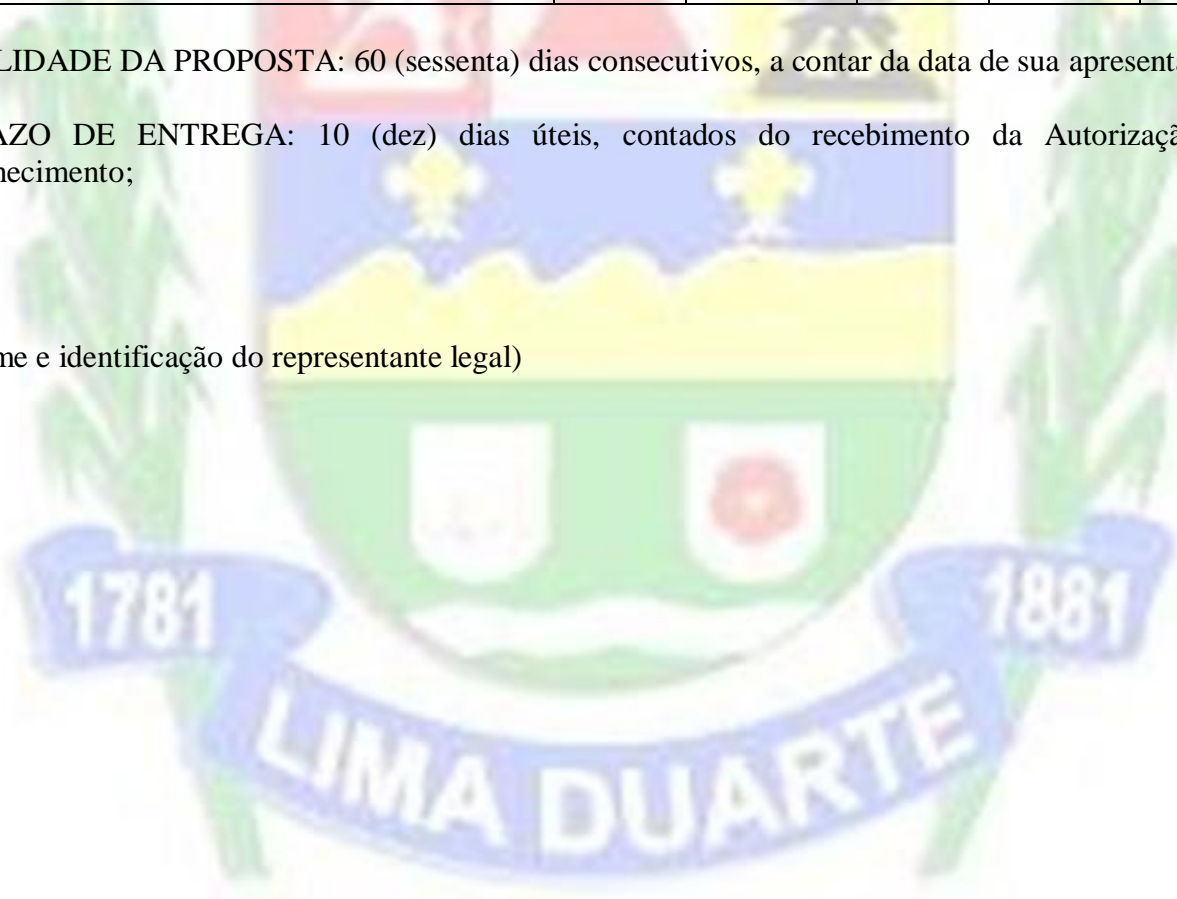 LIDADE DA PROPOSTA: 60 (sessenta) dias consecutivos, a contar da data de sua apresent
AZO DE ENTREGA: 10 (dez) dias úteis, contados do recebimento da Autorizaçã
necimento;
me e identificação do representante legal)
1781
1881
LIMA DUARTE